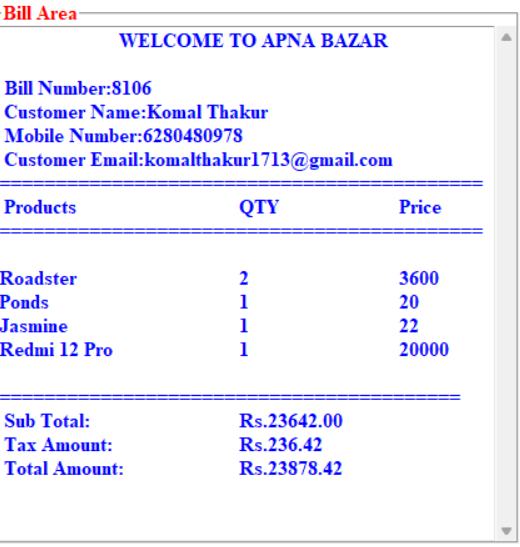 Bill Area
WELCOME TO APNA BAZAR
Bill Number:8106
Customer Name:Komal Thakur
Mobile Number:6280480978
Customer Email:komalthakur1713@gmail.com
===========================================
Products QTY Price
===========================================
Roadster 2 3600
Ponds 1 20
Jasmine 1 22
Redmi 12 Pro 1 20000
=========================================
Sub Total: Rs.23642.00
Tax Amount: Rs.236.42
Total Amount: Rs.23878.42